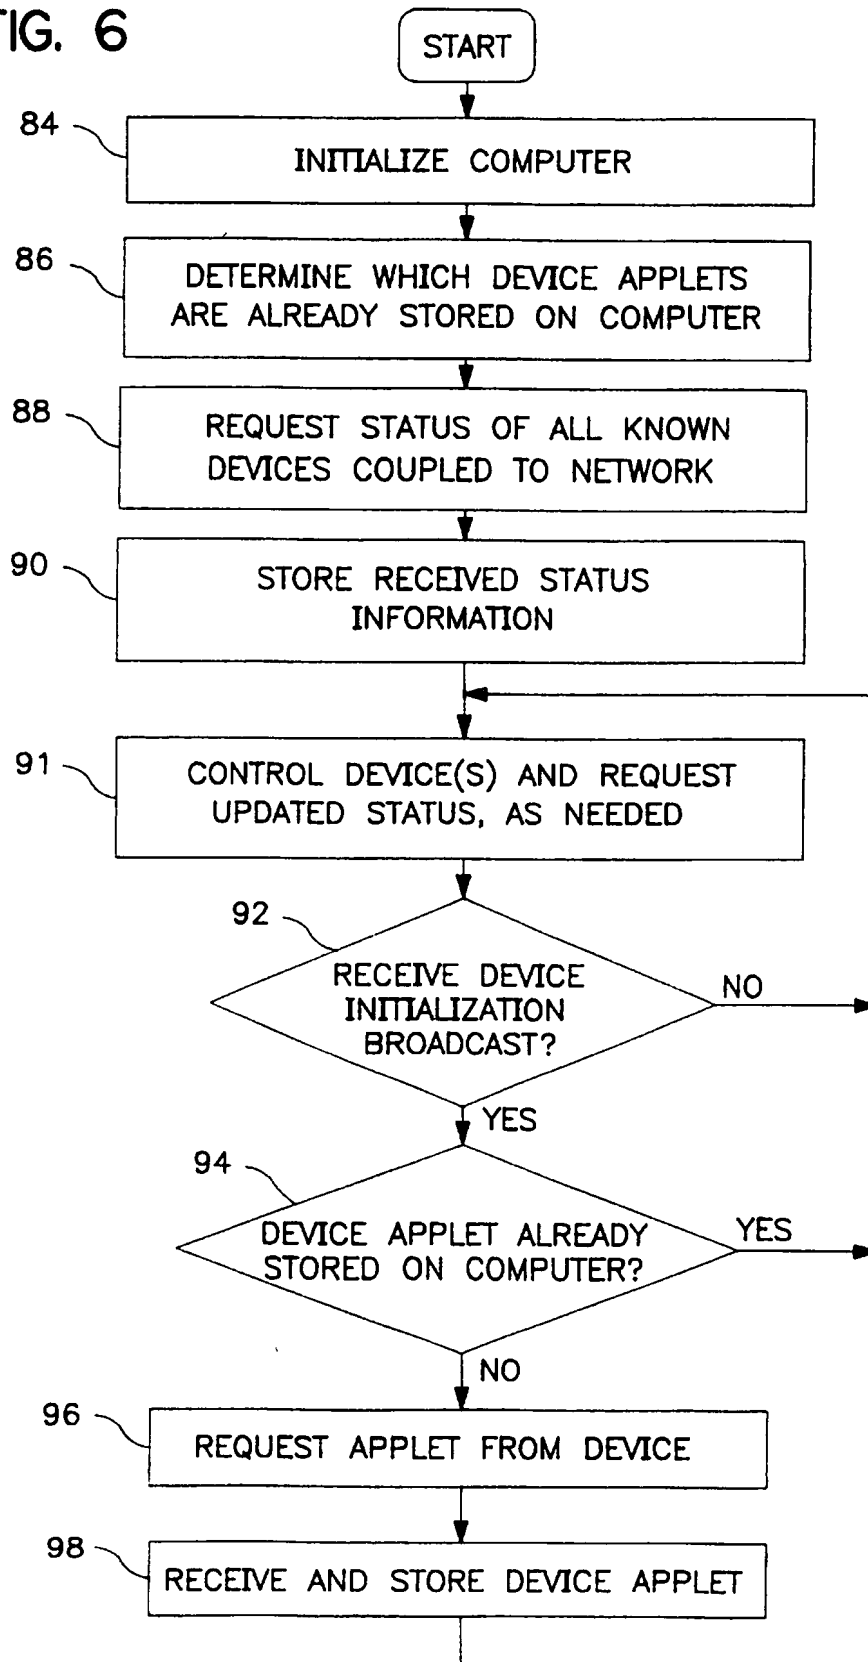 FIG. 6
START
84
INITIALIZE COMPUTER
86
DETERMINE WHICH DEVICE APPLETS
ARE ALREADY STORED ON COMPUTER
88
REQUEST STATUS OF ALL KNOWN
DEVICES COUPLED TO NETWORK
90
STORE RECEIVED STATUS
INFORMATION
91
CONTROL DEVICE(S) AND REQUEST
UPDATED STATUS, AS NEEDED
92
RECEIVE DEVICE
INITIALIZATION
BROADCAST?
NO
YES
94
DEVICE APPLET ALREADY
STORED ON COMPUTER?
YES
NO
96
REQUEST APPLET FROM DEVICE
98
RECEIVE AND STORE DEVICE APPLET